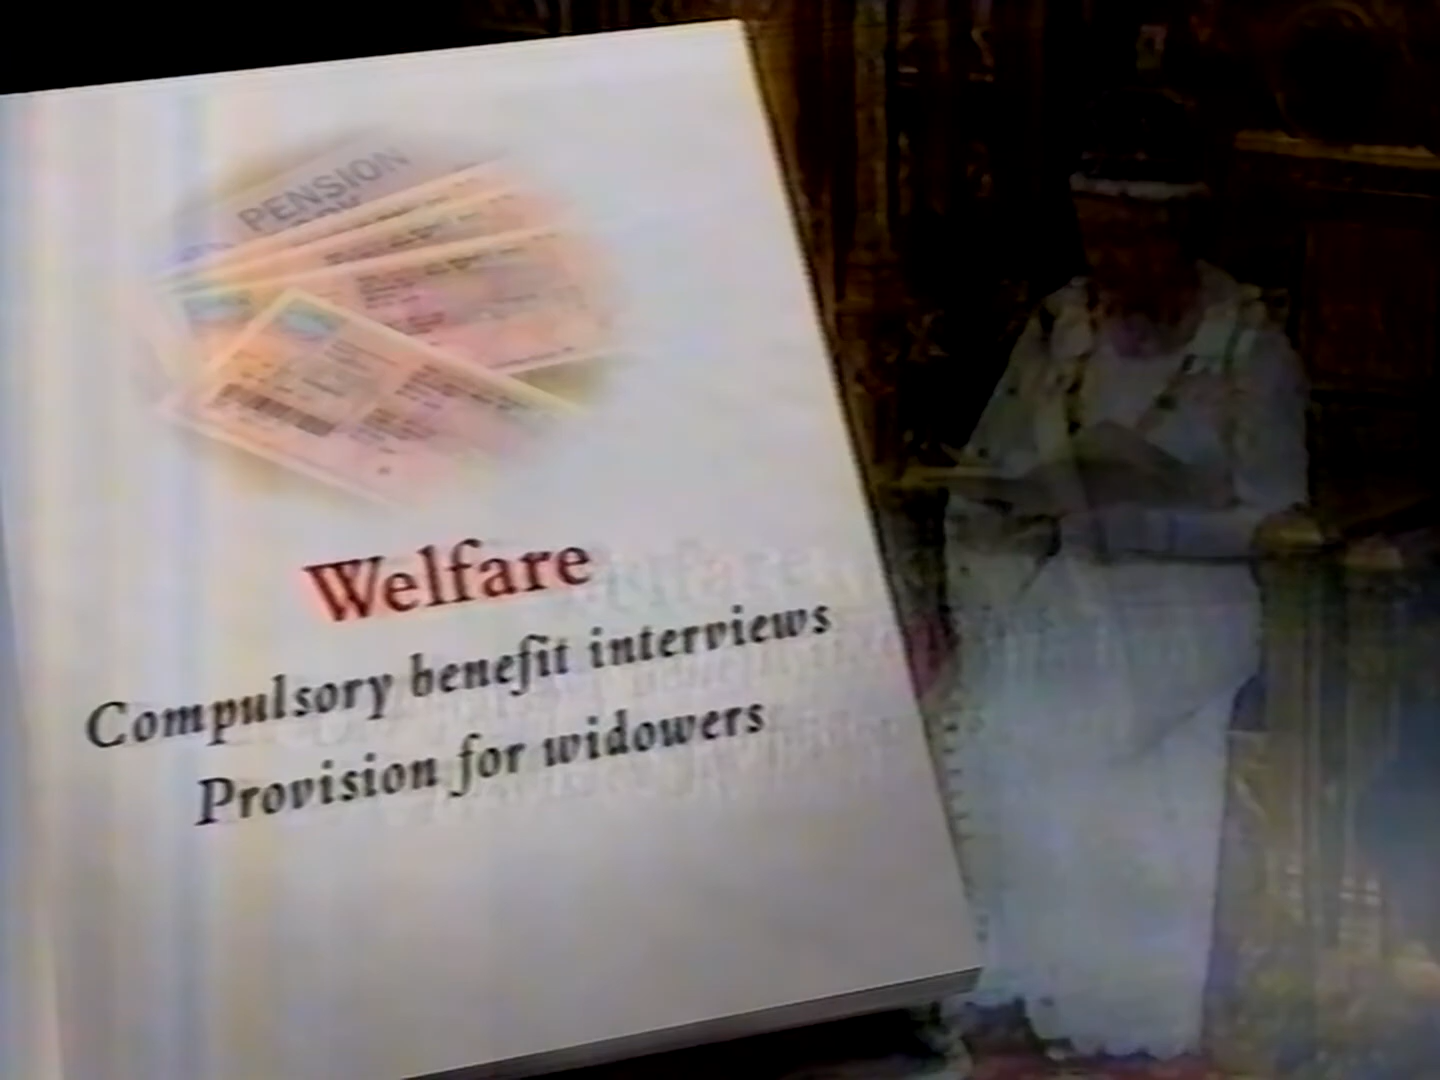 PENSION
Welfare
Compulsory benefit interviews
Provision for widowers